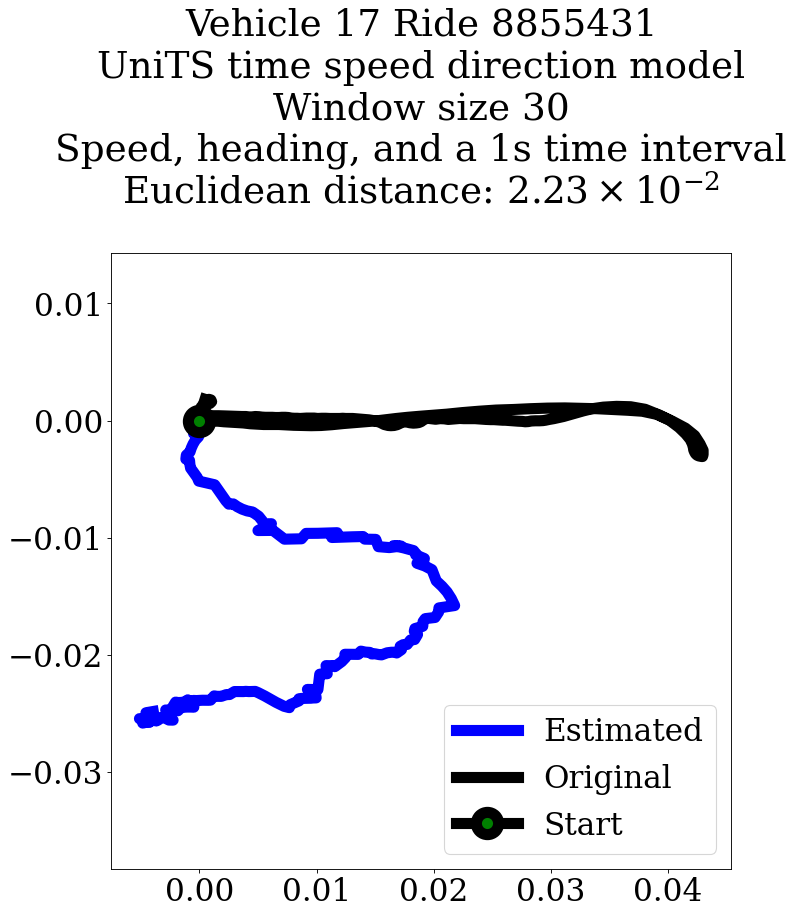 Vehicle 17 Ride 8855431
UniTS time speed direction model
Window size 30
Speed, heading, and a 1s time interval
Euclidean distance: 2.23 × 10⁻²
0.01
0.00
−0.01
−0.02
−0.03
Estimated
Original
Start
0.00 0.01 0.02 0.03 0.04